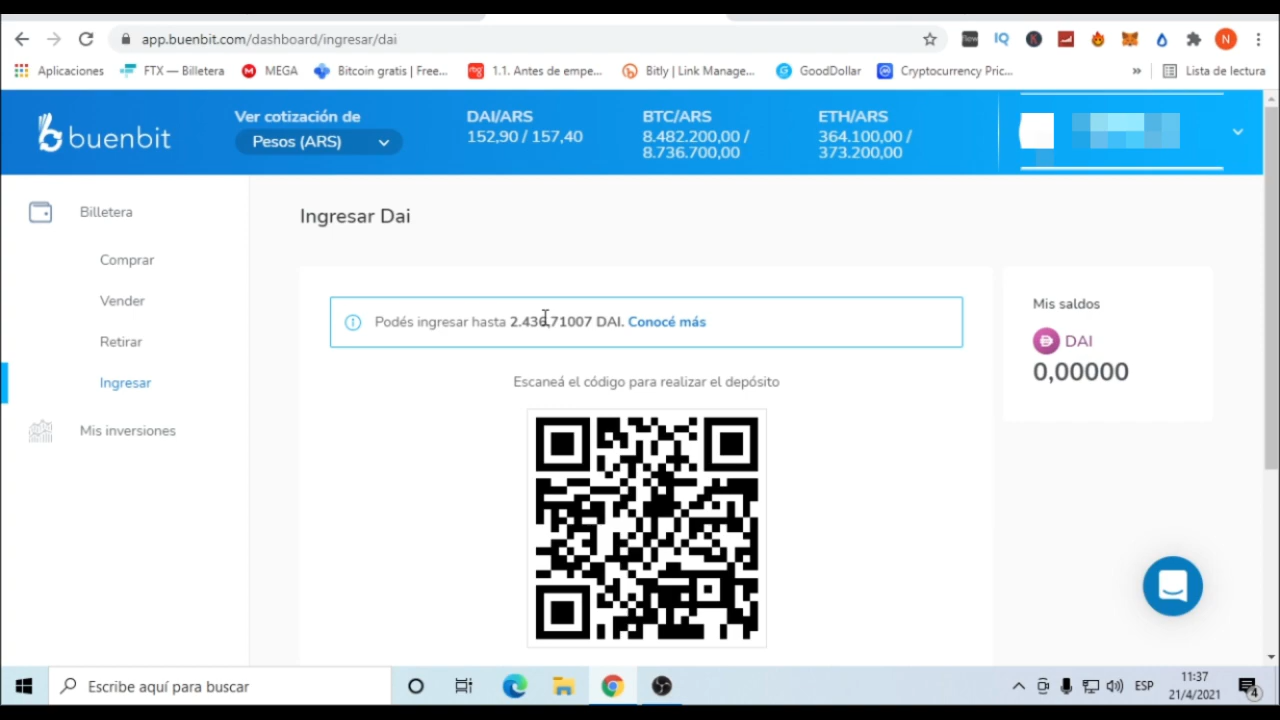 app.buenbit.com/dashboard/ingresar/dai
IQ
N
Aplicaciones
FTX — Billetera
MEGA
Bitcoin gratis | Free...
1.1. Antes de empe...
Bitly | Link Manage...
GoodDollar
Cryptocurrency Pric...
»
Lista de lectura
buenbit
Ver cotización de
Pesos (ARS)
DAI/ARS
152,90 / 157,40
BTC/ARS
8.482.200,00 /
8.736.700,00
ETH/ARS
364.100,00 /
373.200,00
Billetera
Comprar
Vender
Retirar
Ingresar
Mis inversiones
Ingresar Dai
Podés ingresar hasta 2.436,71007 DAI. Conocé más
Escaneá el código para realizar el depósito
Mis saldos
DAI
0,00000
Escribe aquí para buscar
ESP
11:37
21/4/2021
4